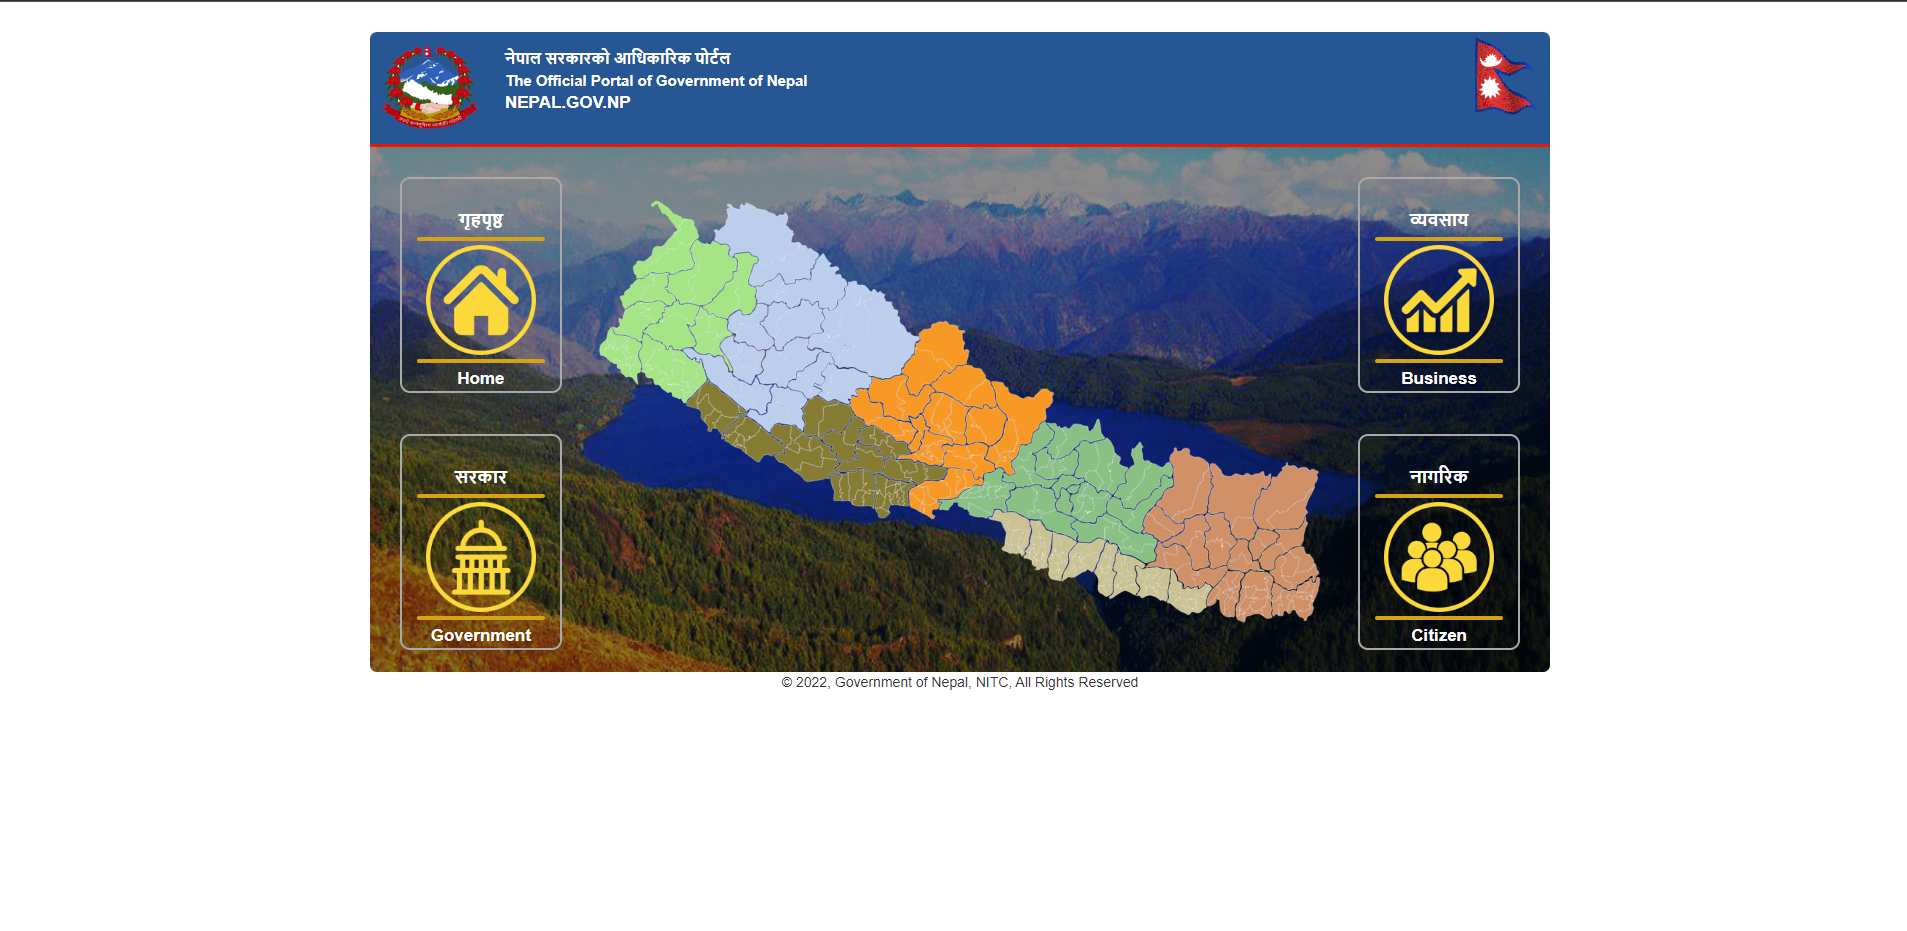 नेपाल सरकारको आधिकारिक पोर्टल
The Official Portal of Government of Nepal
NEPAL.GOV.NP
गृहपृष्ठ
Home
व्यवसाय
Business
सरकार
Government
नागरिक
Citizen
© 2022, Government of Nepal, NITC, All Rights Reserved